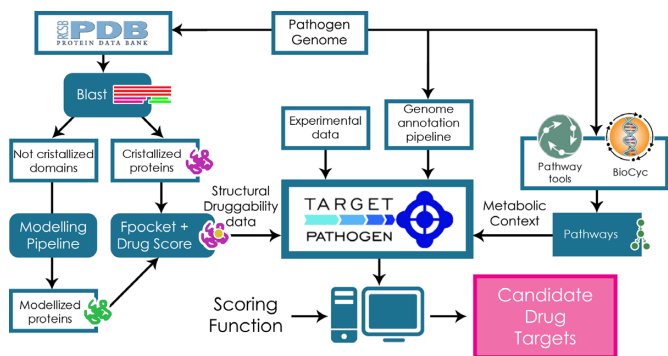 RCSB
PDB
PROTEIN DATA BANK
Pathogen
Genome
Blast
Experimental
data
Genome
annotation
pipeline
Not cristallized
domains
Cristallized
proteins
Pathway
tools
BioCyc
Structural
Druggability
data
TARGET
PATHOGEN
Metabolic
Context
Modelling
Pipeline
Fpocket +
Drug Score
Pathways
Modellized
proteins
Scoring
Function
Candidate
Drug
Targets